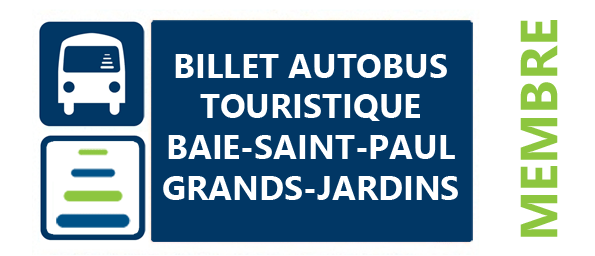 BILLET AUTOBUS
TOURISTIQUE
BAIE-SAINT-PAUL
GRANDS-JARDINS
MEMBRE